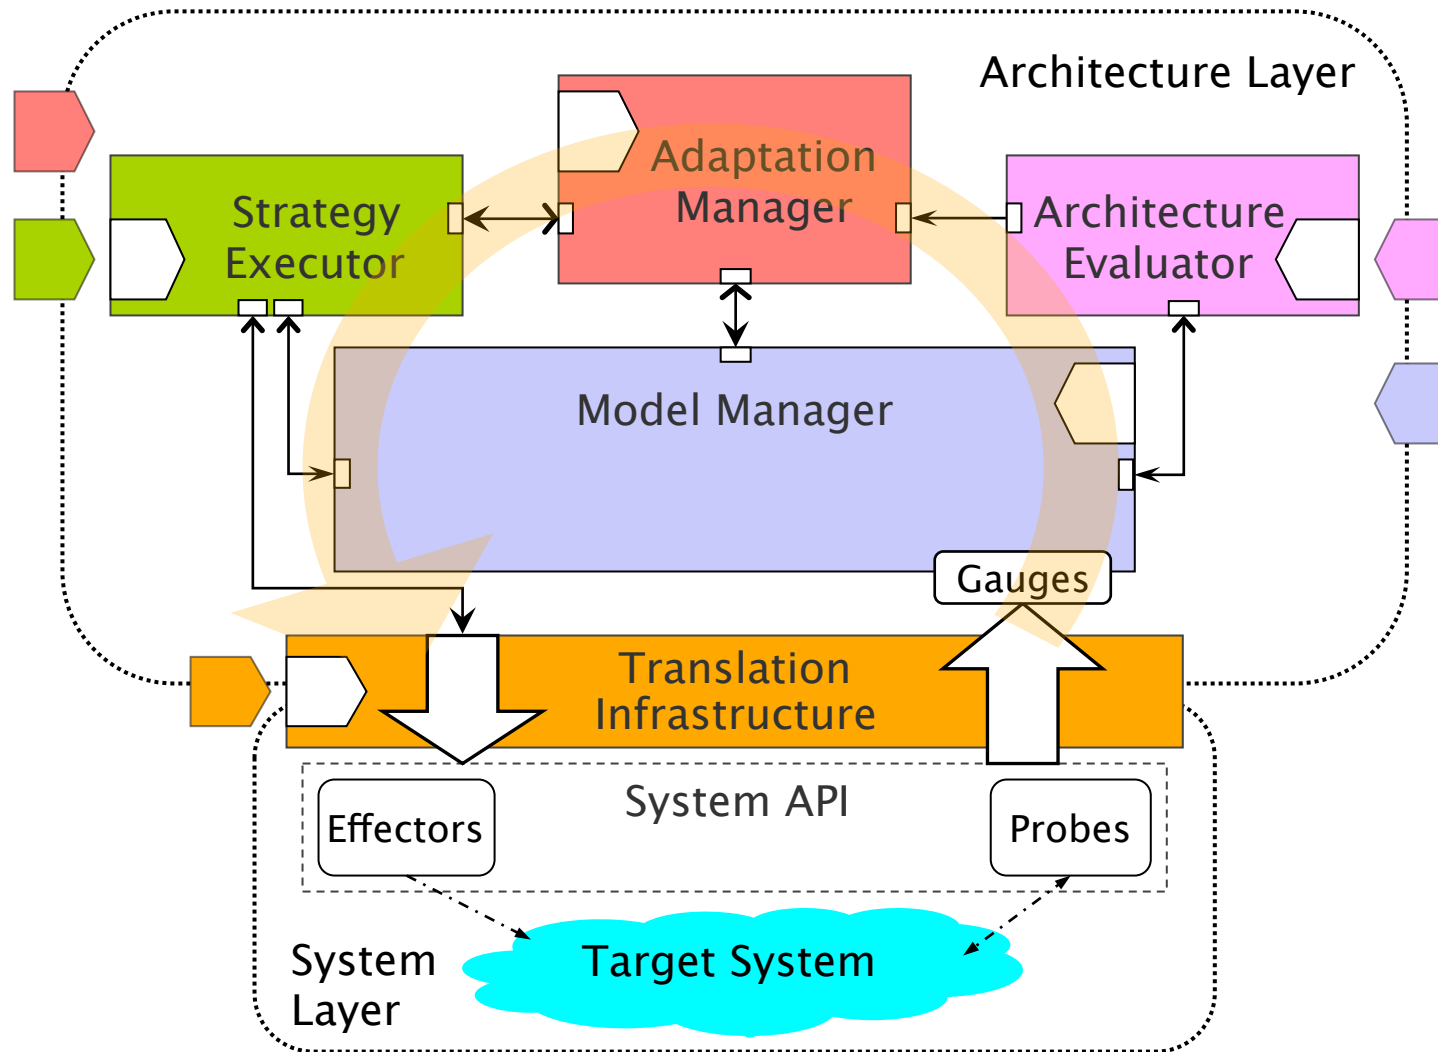 Architecture Layer
Adaptation
Manager
Strategy
Executor
Architecture
Evaluator
Model Manager
Gauges
Translation
Infrastructure
System API
Effectors
Probes
Target System
System
Layer